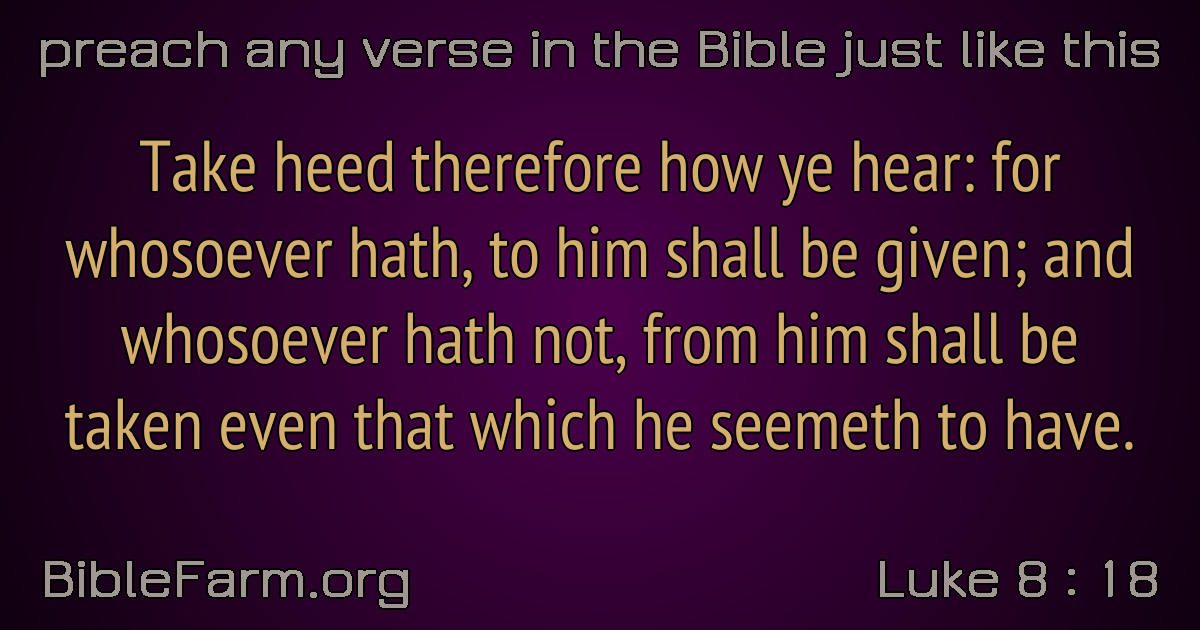 preach any verse in the Bible just like this
Take heed therefore how ye hear: for
whosoever hath, to him shall be given; and
whosoever hath not, from him shall be
taken even that which he seemeth to have.
BibleFarm.org
Luke 8 : 18